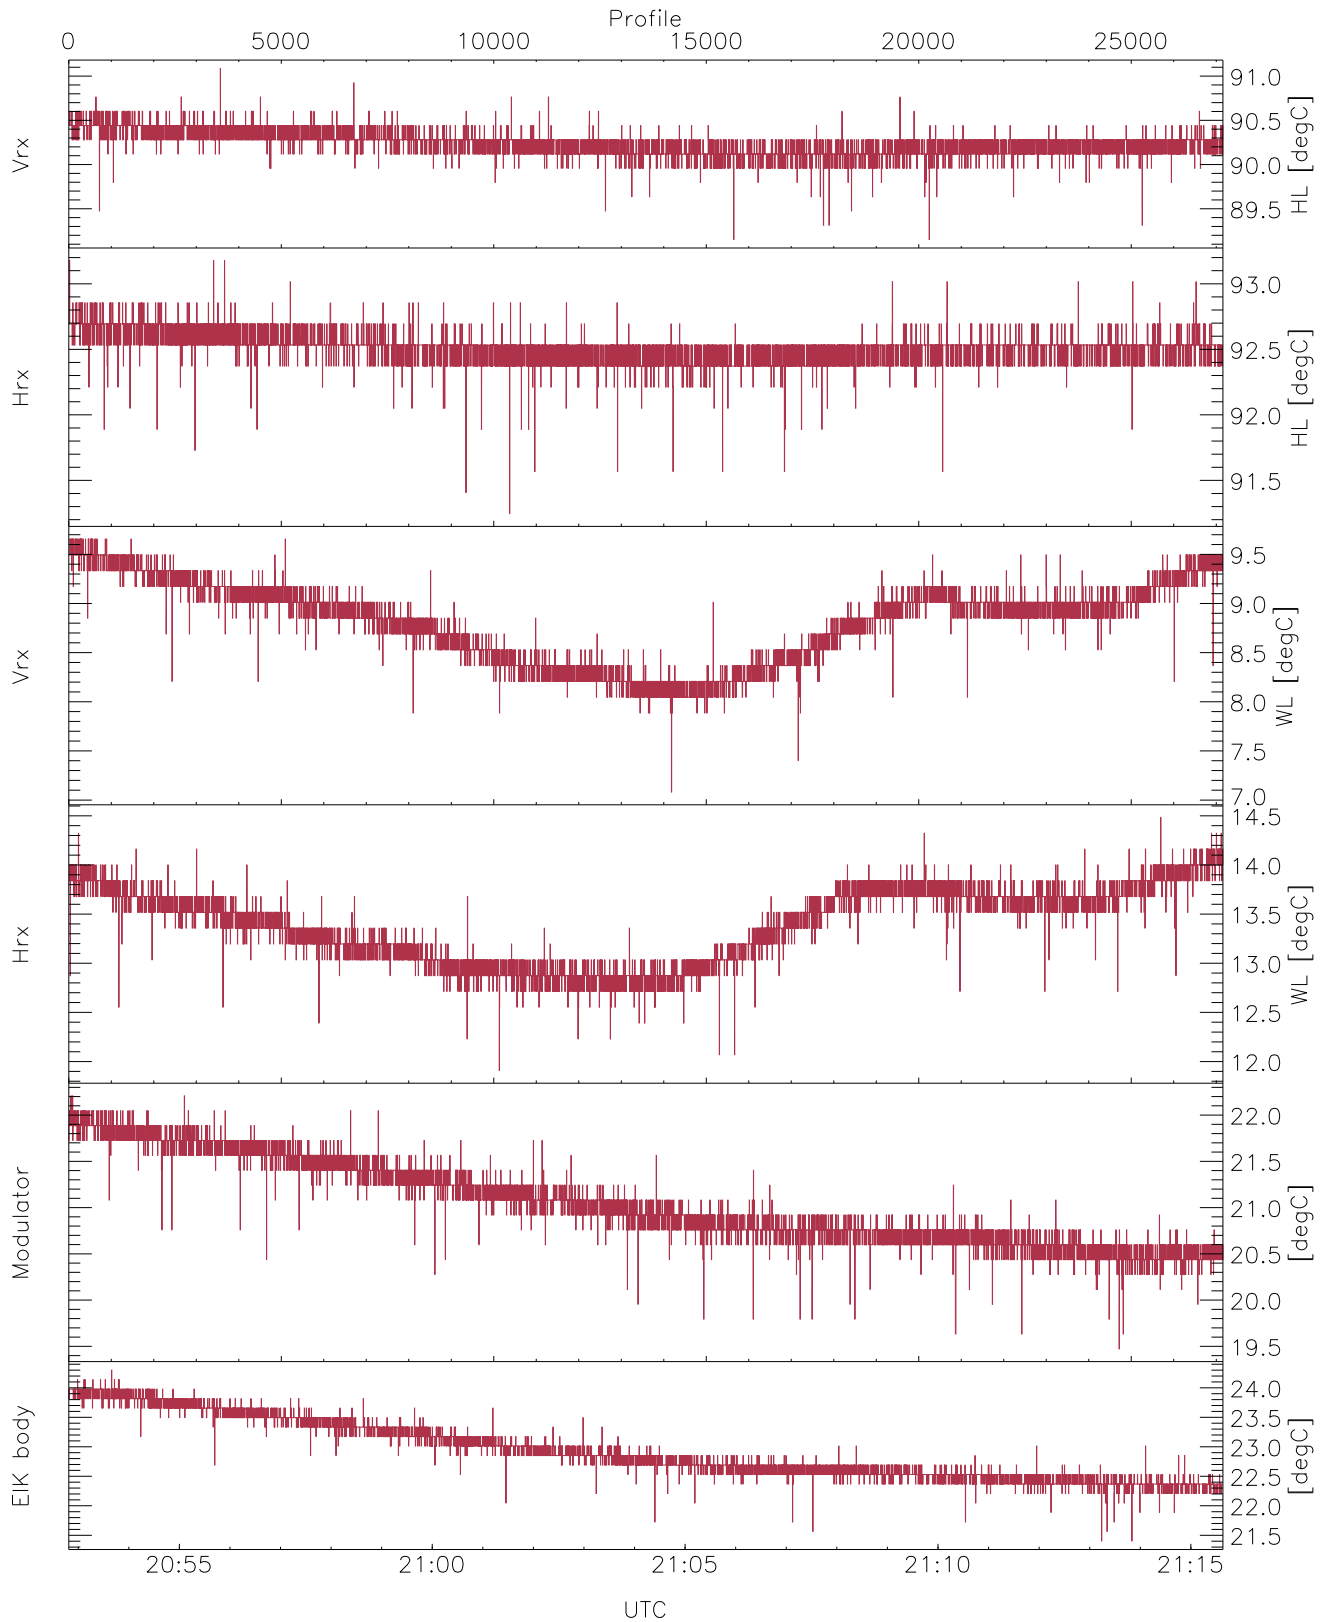 Profile
0 5000 10000 15000 20000 25000
Vrx
91.0
90.5
90.0
89.5
HL [degC]
Hrx
93.0
92.5
92.0
91.5
HL [degC]
Vrx
9.5
9.0
8.5
8.0
7.5
7.0
WL [degC]
Hrx
14.5
14.0
13.5
13.0
12.5
12.0
WL [degC]
Modulator
22.0
21.5
21.0
20.5
20.0
19.5
[degC]
EIK body
24.0
23.5
23.0
22.5
22.0
21.5
[degC]
20:55 21:00 21:05 21:10 21:15
UTC